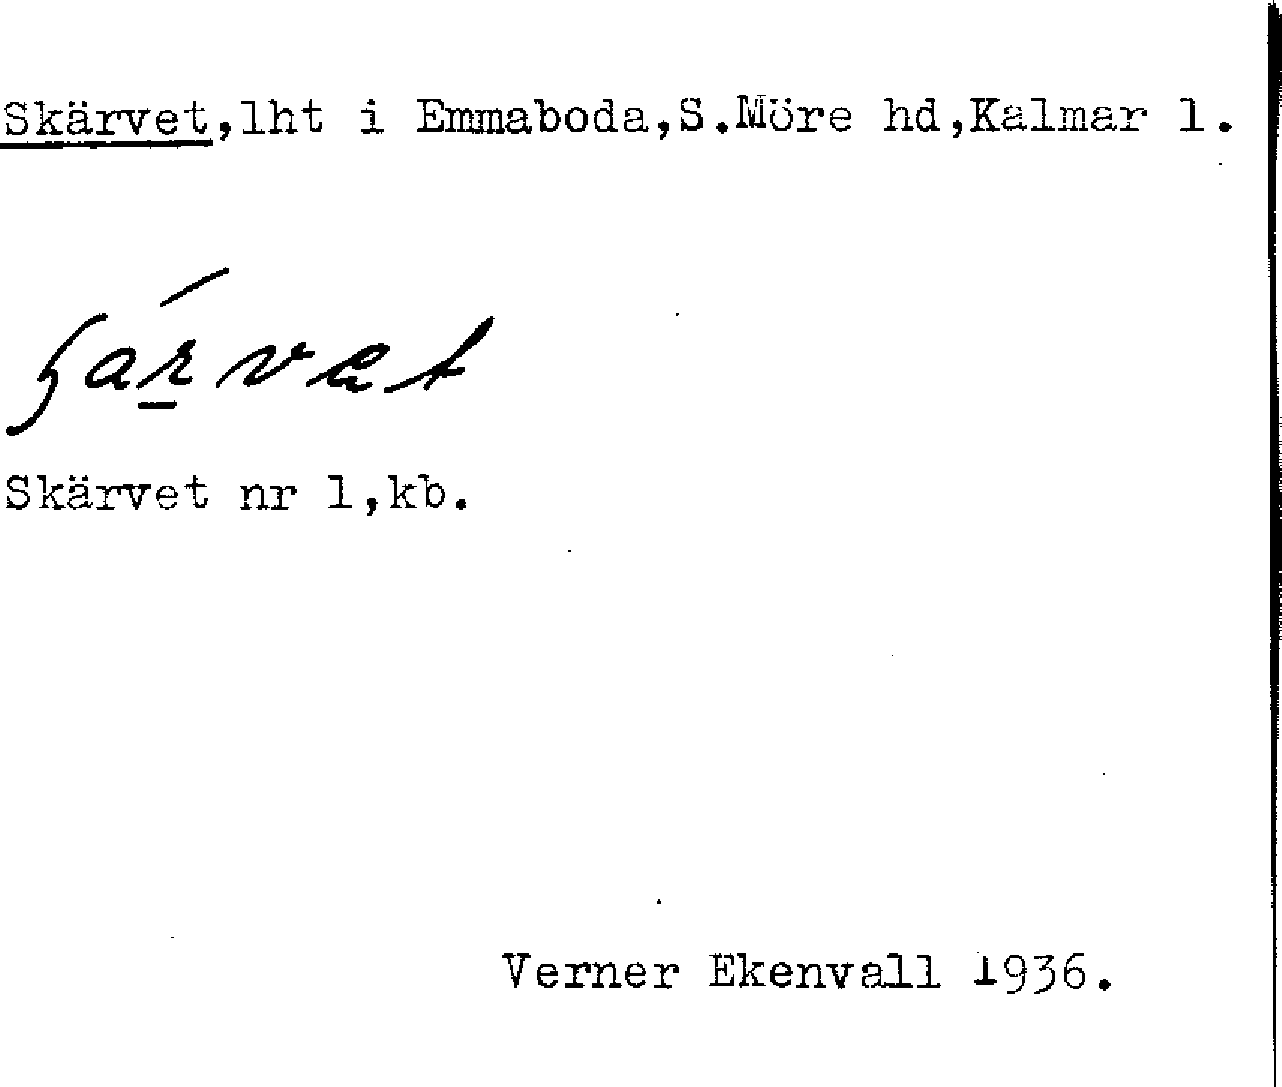 Skärvet,lht i Emmaboda,S.Möre hd,Kalmar l.
Skärvet nr 1,kb.
Verner Ekenvall 1936.